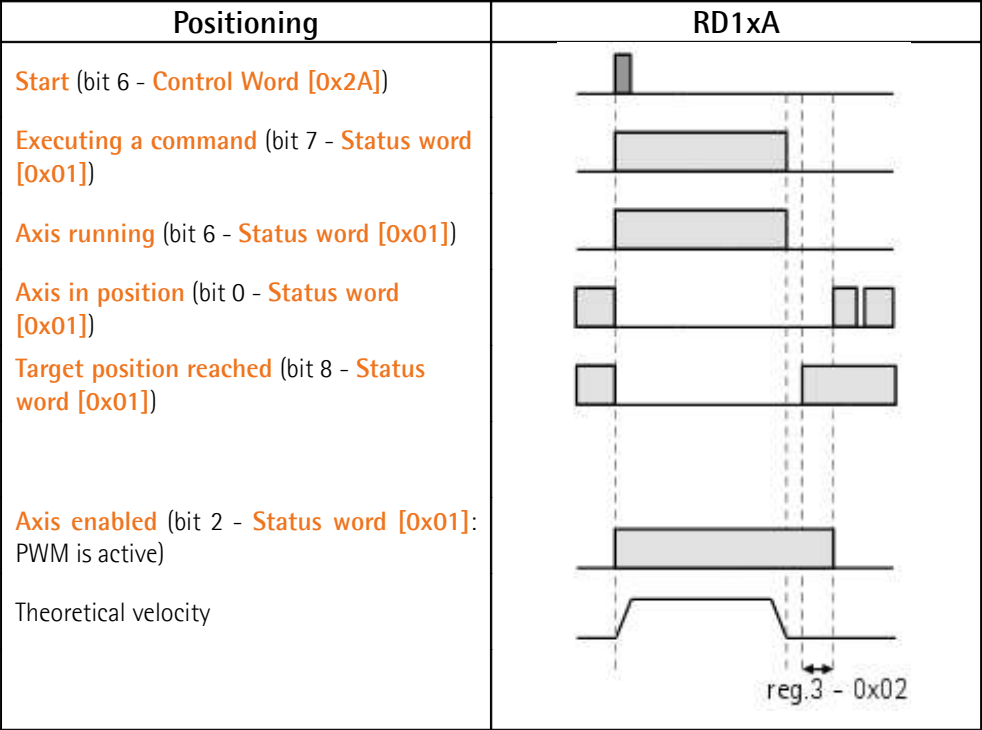 Positioning
RD1xA
Start (bit 6 - Control Word [0x2A])
Executing a command (bit 7 - Status word
[0x01])
Axis running (bit 6 - Status word [0x01])
Axis in position (bit 0 - Status word
[0x01])
Target position reached (bit 8 - Status
word [0x01])
Axis enabled (bit 2 - Status word [0x01]:
PWM is active)
Theoretical velocity
reg.3 - 0x02